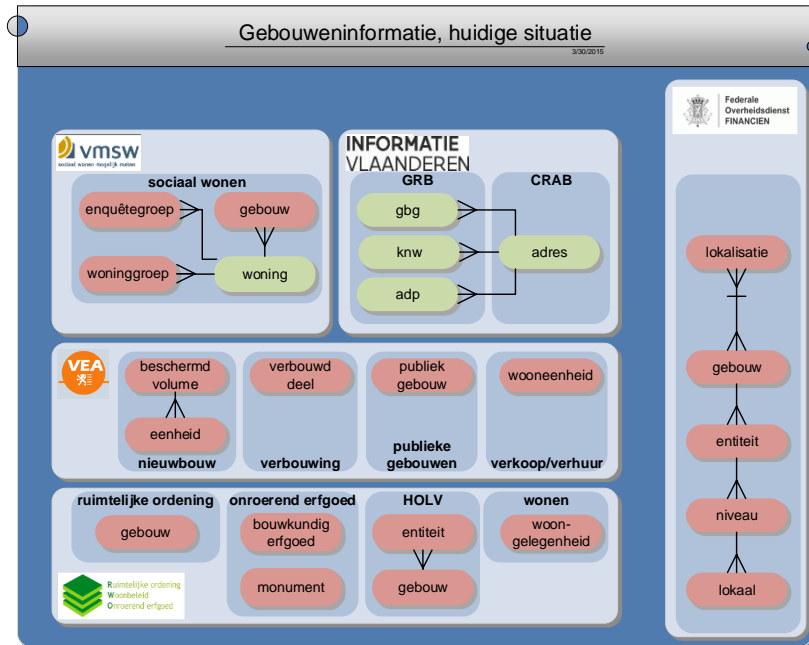 Gebouweninformatie, huidige situatie
3/30/2015
vmsw
sociaal wonen mogelijk maken
sociaal wonen
enquêtegroep
gebouw
woninggroep
woning
INFORMATIE
VLAANDEREN
GRB
CRAB
gbg
knw
adres
adp
Federale
Overheidsdienst
FINANCIEN
lokalisatie
gebouw
entiteit
niveau
lokaal
VEA
beschermd
volume
eenheid
nieuwbouw
verbouwd
deel
verbouwing
publiek
gebouw
publieke
gebouwen
wooneenheid
verkoop/verhuur
ruimtelijke ordening
gebouw
onroerend erfgoed
bouwkundig
erfgoed
monument
HOLV
entiteit
gebouw
wonen
woon-
gelegenheid
Ruimtelijke ordening
Woonbeleid
Onroerend erfgoed